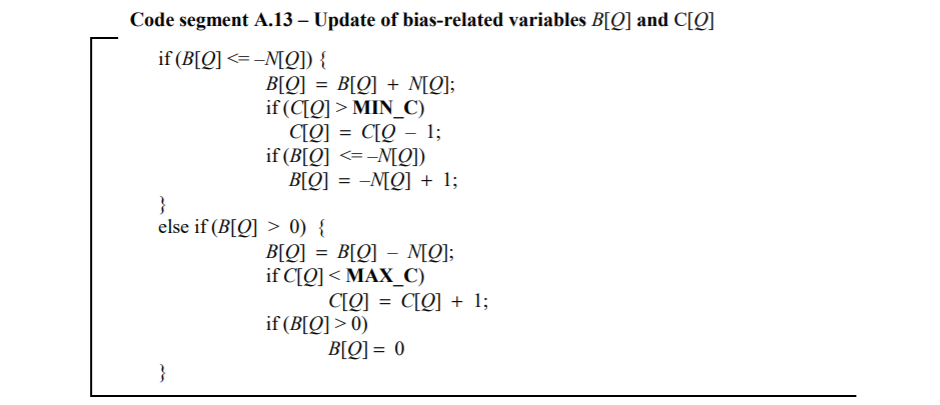 Code segment A.13 – Update of bias-related variables B[Q] and C[Q]
if (B[Q] <= –N[Q]) {
B[Q] = B[Q] + N[Q];
if (C[Q] > MIN_C)
C[Q] = C[Q – 1;
if (B[Q] <= –N[Q])
B[Q] = –N[Q] + 1;
}
else if (B[Q] > 0) {
B[Q] = B[Q] – N[Q];
if C[Q] < MAX_C)
C[Q] = C[Q] + 1;
if (B[Q] > 0)
B[Q] = 0
}